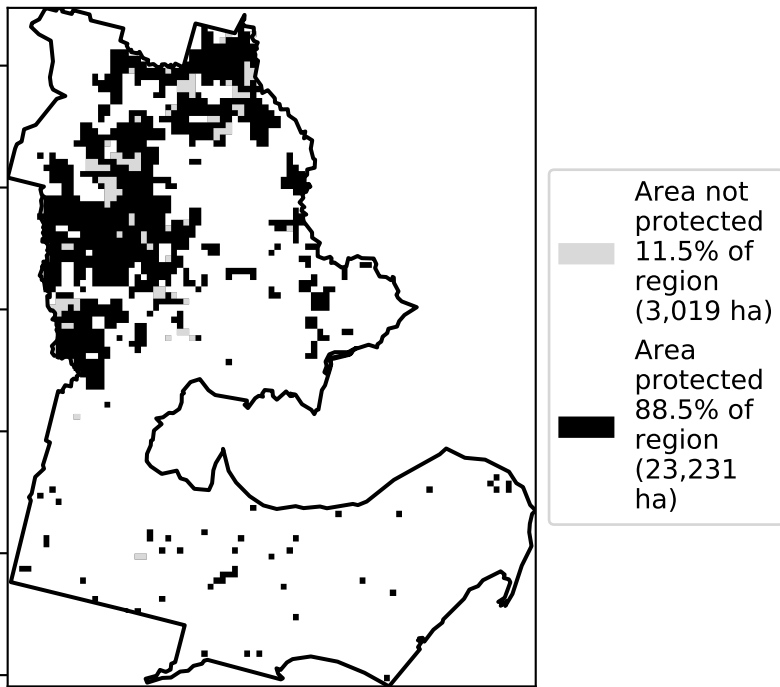 Area not
protected
11.5% of
region
(3,019 ha)
Area
protected
88.5% of
region
(23,231
ha)